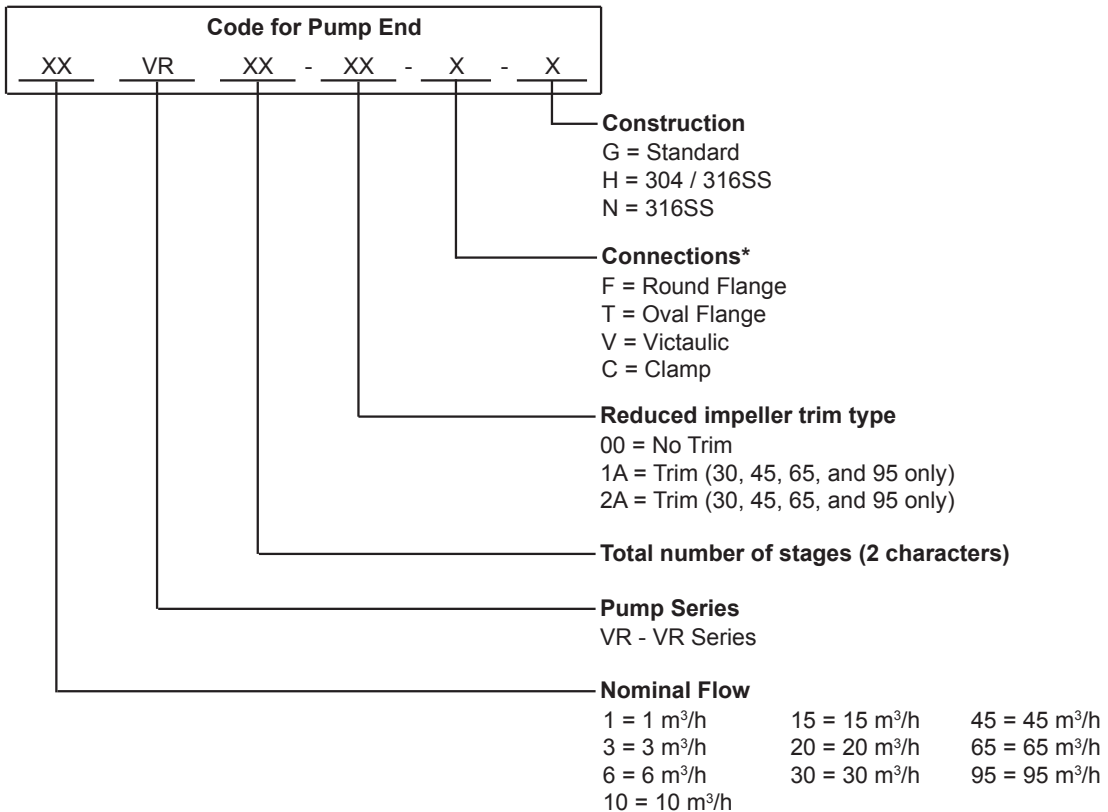 Code for Pump End
XX VR XX - XX - X - X
Construction
G = Standard
H = 304 / 316SS
N = 316SS
Connections*
F = Round Flange
T = Oval Flange
V = Victaulic
C = Clamp
Reduced impeller trim type
00 = No Trim
1A = Trim (30, 45, 65, and 95 only)
2A = Trim (30, 45, 65, and 95 only)
Total number of stages (2 characters)
Pump Series
VR - VR Series
Nominal Flow
1 = 1 m³/h 15 = 15 m³/h 45 = 45 m³/h
3 = 3 m³/h 20 = 20 m³/h 65 = 65 m³/h
6 = 6 m³/h 30 = 30 m³/h 95 = 95 m³/h
10 = 10 m³/h